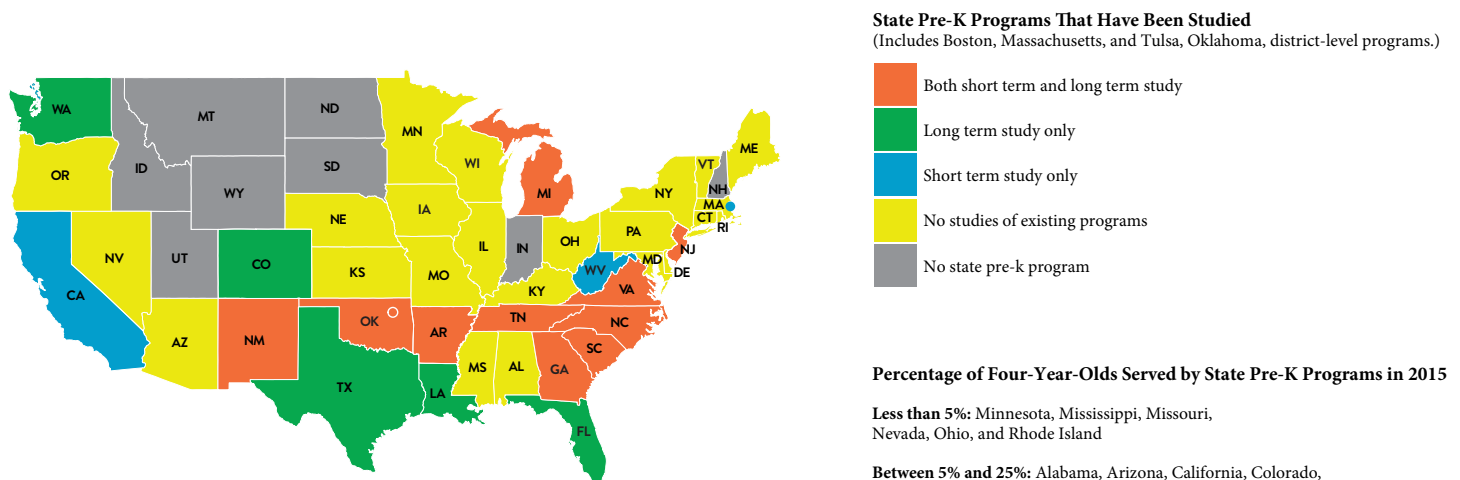 State Pre-K Programs That Have Been Studied
(Includes Boston, Massachusetts, and Tulsa, Oklahoma, district-level programs.)
Both short term and long term study
Long term study only
Short term study only
No studies of existing programs
No state pre-k program
WA
MT
ND
MN
ME
OR
ID
SD
WI
VT
NH
WY
MI
NY
MA
NE
IA
CT
RI
NV
UT
CO
IL
IN
OH
PA
NJ
MD
DE
CA
KS
MO
WV
KY
VA
AZ
NM
OK
AR
TN
NC
SC
TX
LA
MS
AL
GA
FL
Percentage of Four-Year-Olds Served by State Pre-K Programs in 2015
Less than 5%: Minnesota, Mississippi, Missouri,
Nevada, Ohio, and Rhode Island
Between 5% and 25%: Alabama, Arizona, California, Colorado,